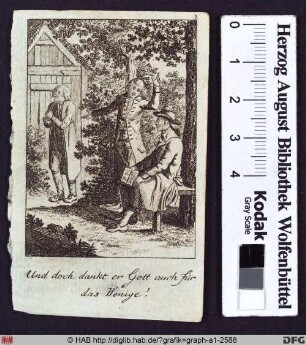 Und doch dankt er Gott auch für
das Wenige!
Herzog August Bibliothek Wolfenbüttel
0
1
2
3
4
Kodak
Gray Scale
© HAB http://diglib.hab.de/?grafik=graph-a1-2588
DFG